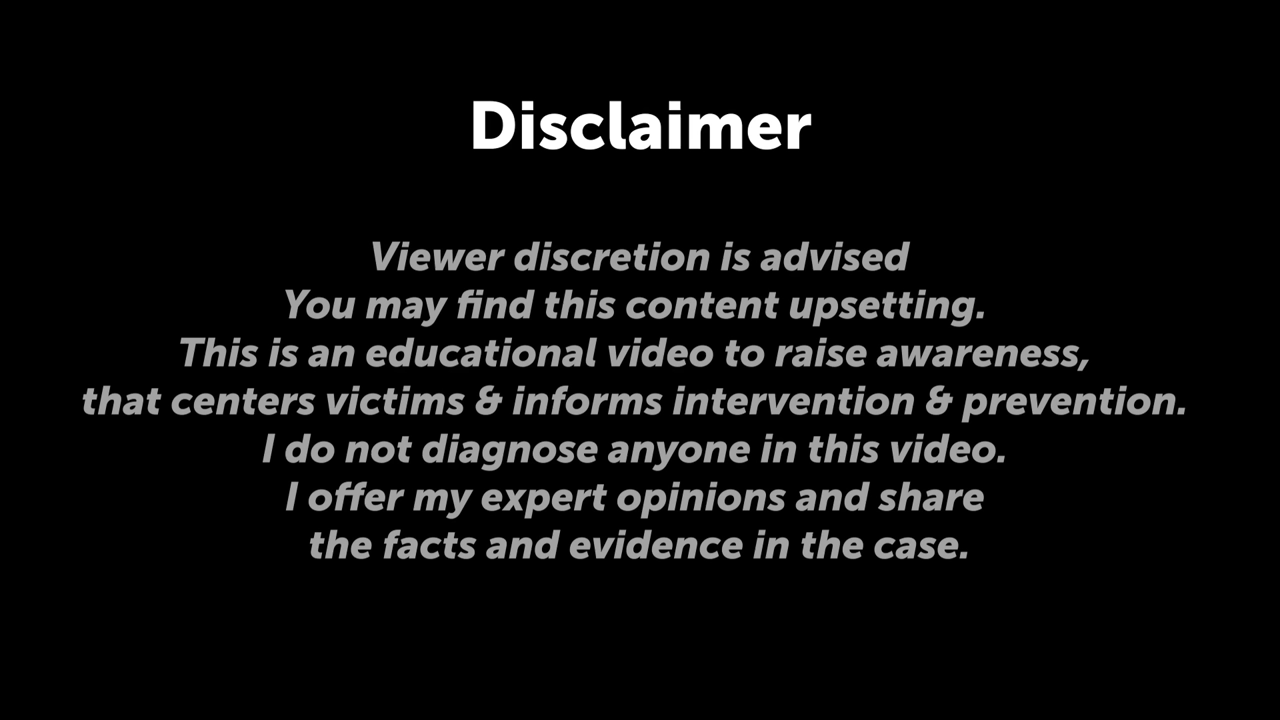 Disclaimer
Viewer discretion is advised
You may find this content upsetting.
This is an educational video to raise awareness,
that centers victims & informs intervention & prevention.
I do not diagnose anyone in this video.
I offer my expert opinions and share
the facts and evidence in the case.